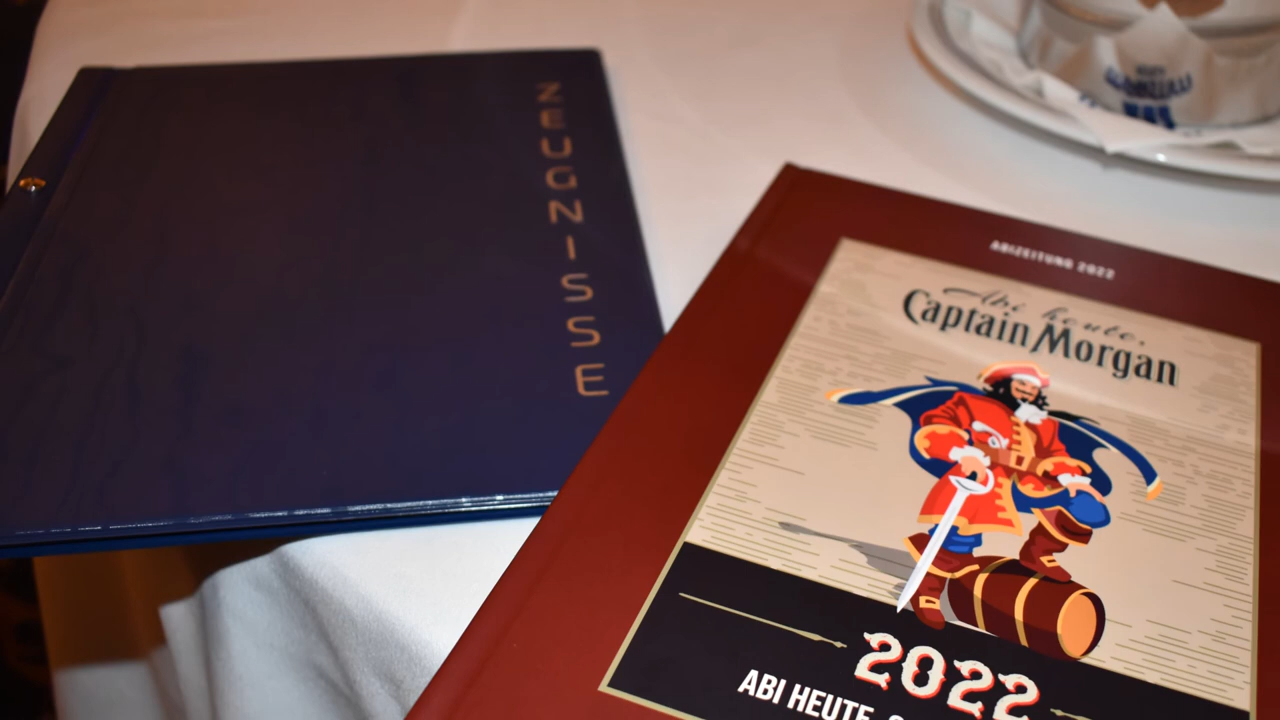 ZEUGNISSE
ABIZEITUNG 2022
Abi heute,
Captain Morgan
2022
ABI HEUTE,